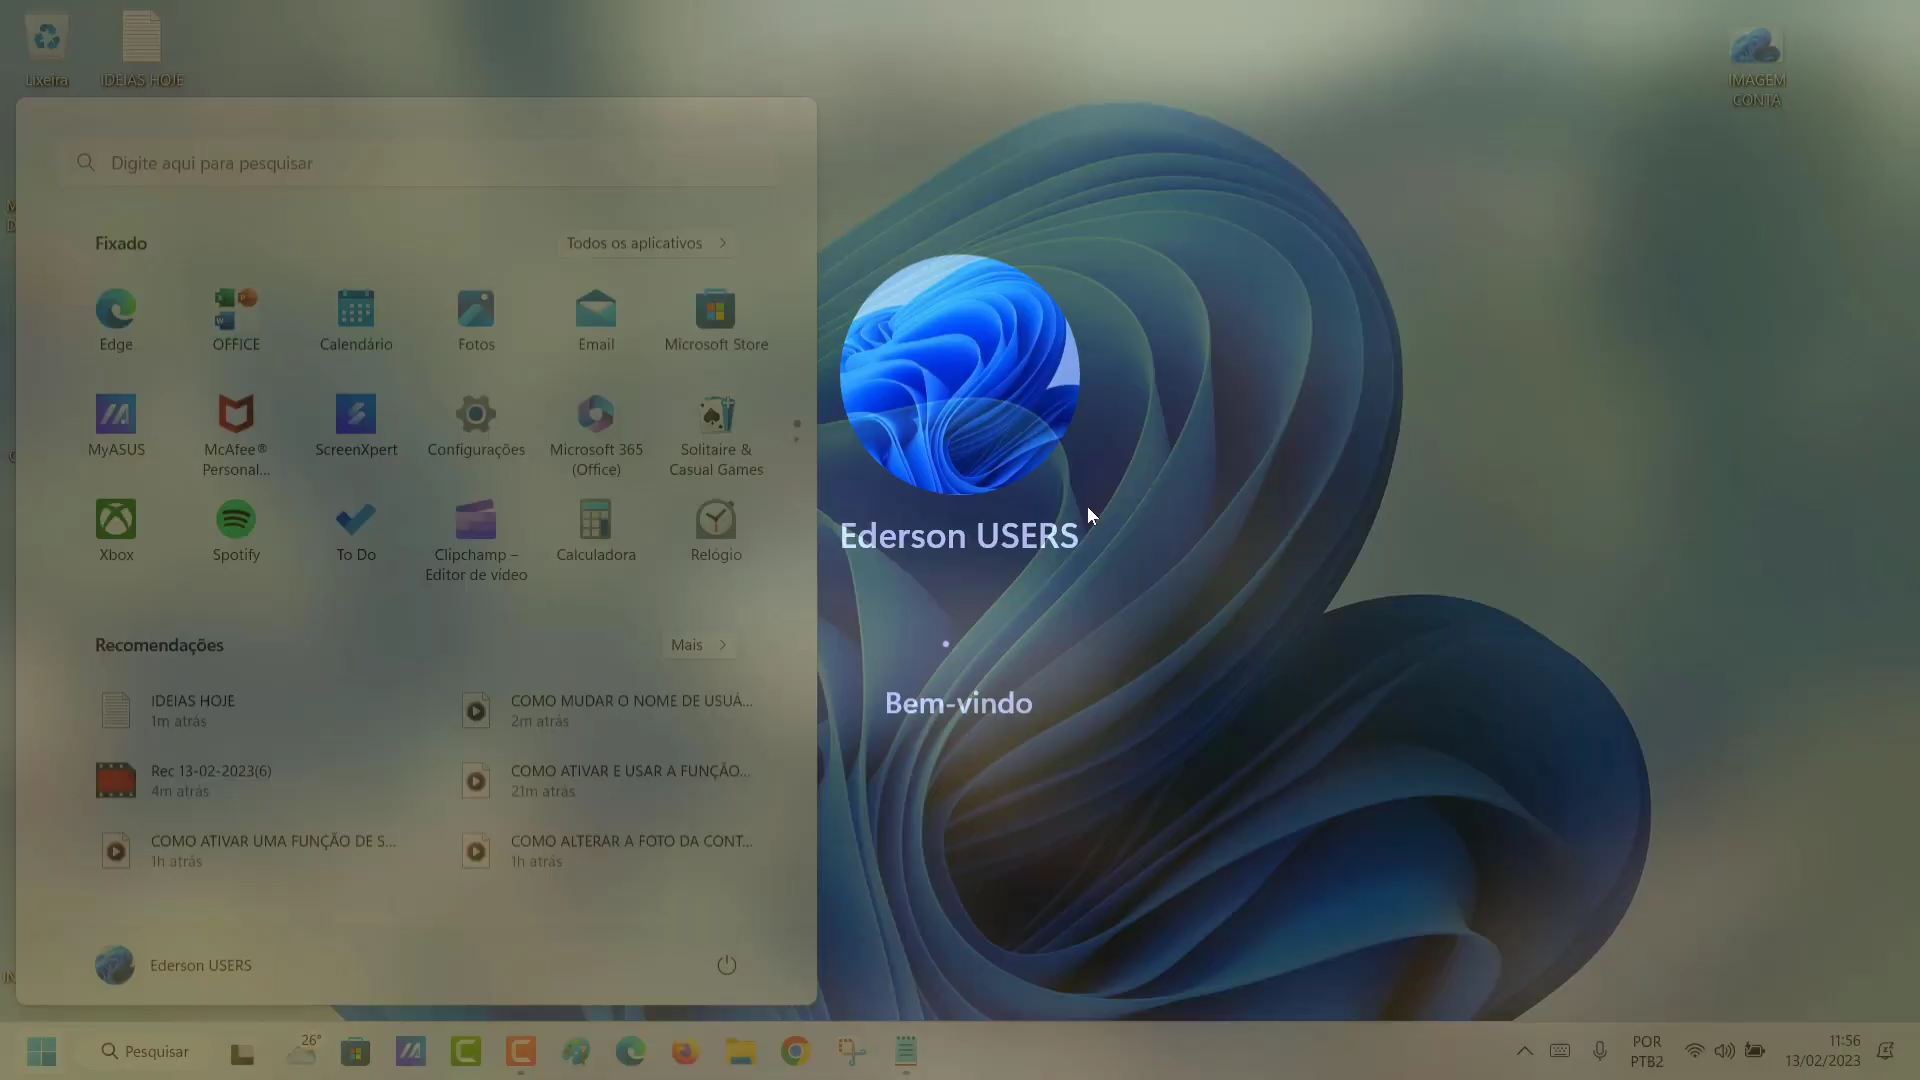 Lixeira
IDEIAS HOJE
IMAGEM
CONTA
Digite aqui para pesquisar
Fixado
Todos os aplicativos
Edge
OFFICE
Calendário
Fotos
Email
Microsoft Store
MyASUS
McAfee®
Personal...
ScreenXpert
Configurações
Microsoft 365
(Office)
Solitaire &
Casual Games
Xbox
Spotify
To Do
Clipchamp –
Editor de vídeo
Calculadora
Relógio
Recomendações
Mais
IDEIAS HOJE
1m atrás
COMO MUDAR O NOME DE USUÁ...
2m atrás
Rec 13-02-2023(6)
4m atrás
COMO ATIVAR E USAR A FUNÇÃO...
21m atrás
COMO ATIVAR UMA FUNÇÃO DE S...
1h atrás
COMO ALTERAR A FOTO DA CONT...
1h atrás
Ederson USERS
Ederson USERS
Bem-vindo
Pesquisar
26°
POR
PTB2
11:56
13/02/2023